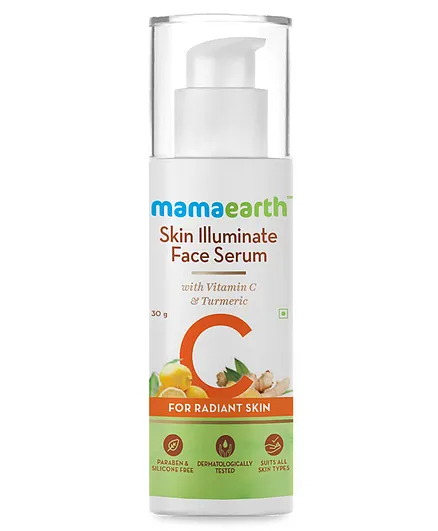 mamaearth
Skin Illuminate
Face Serum
with Vitamin C
& Turmeric
30 g
C
FOR RADIANT SKIN
PARABEN &
SILICONE FREE
DERMATOLOGICALLY
TESTED
SUITS ALL
SKIN TYPES